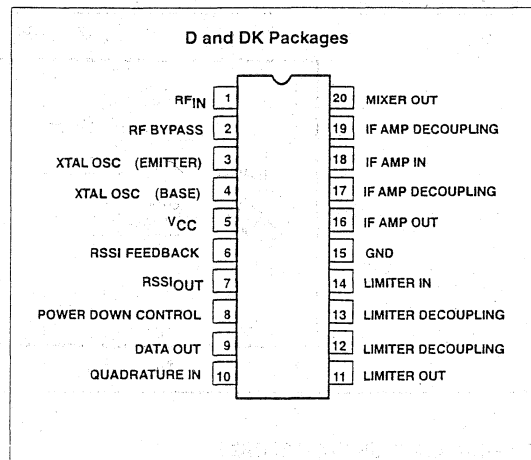 D and DK Packages
RFIN 1 20 MIXER OUT
RF BYPASS 2 19 IF AMP DECOUPLING
XTAL OSC (EMITTER) 3 18 IF AMP IN
XTAL OSC (BASE) 4 17 IF AMP DECOUPLING
VCC 5 16 IF AMP OUT
RSSI FEEDBACK 6 15 GND
RSSIOUT 7 14 LIMITER IN
POWER DOWN CONTROL 8 13 LIMITER DECOUPLING
DATA OUT 9 12 LIMITER DECOUPLING
QUADRATURE IN 10 11 LIMITER OUT